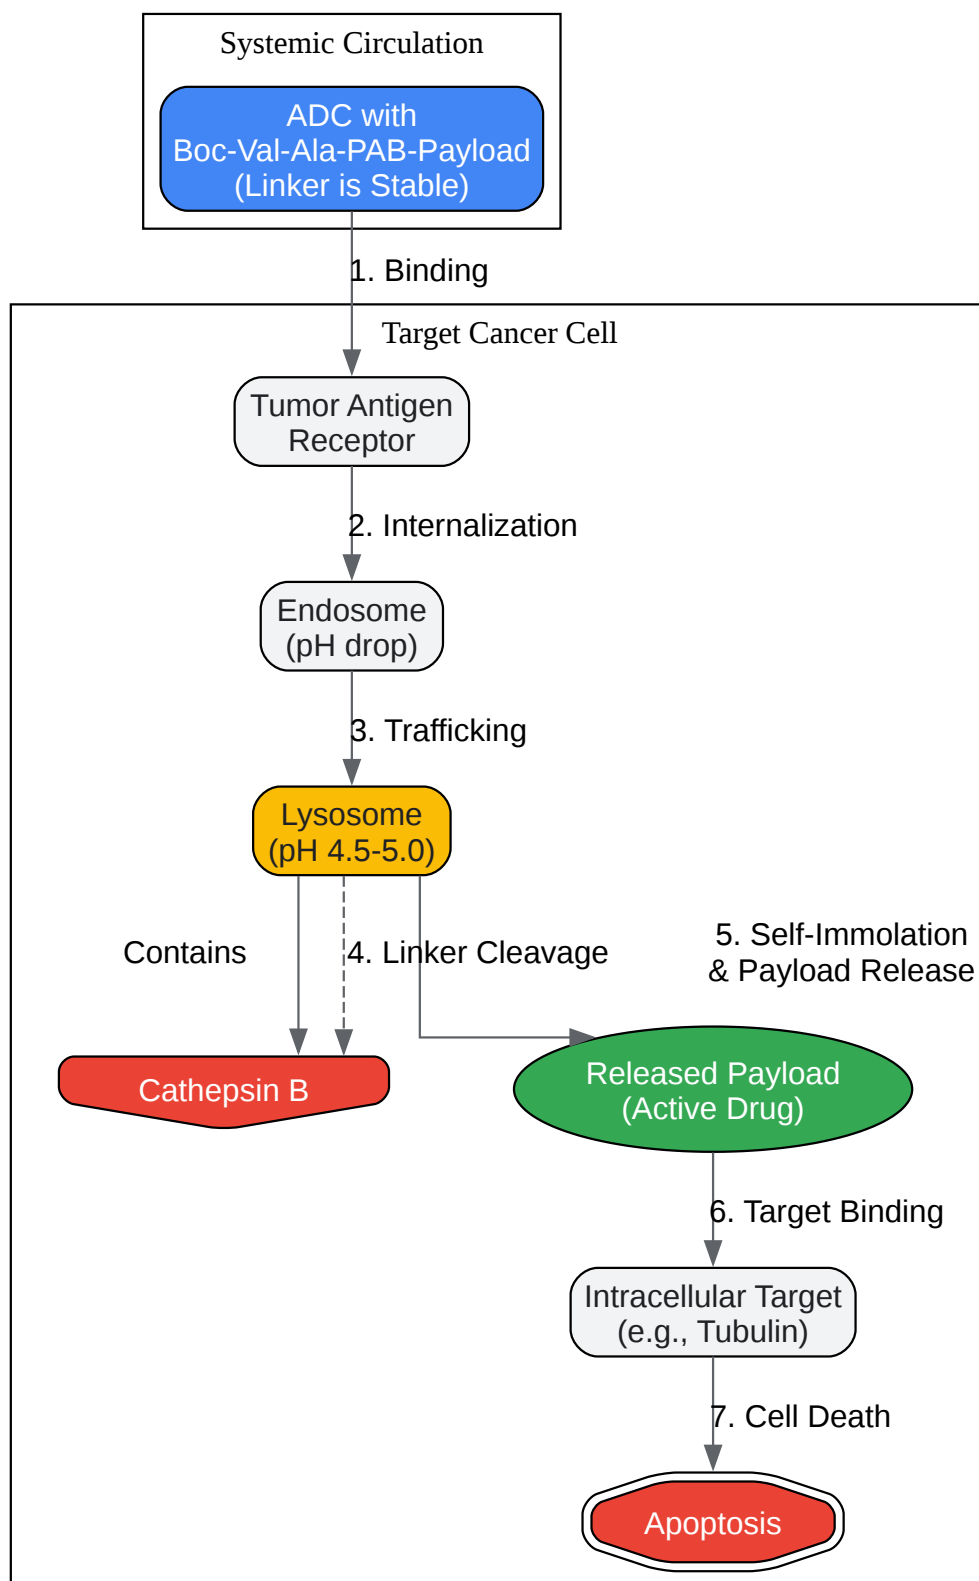 Systemic Circulation
ADC with
Boc-Val-Ala-PAB-Payload
(Linker is Stable)
1. Binding
Target Cancer Cell
Tumor Antigen
Receptor
2. Internalization
Endosome
(pH drop)
3. Trafficking
Lysosome
(pH 4.5-5.0)
Contains
4. Linker Cleavage
5. Self-Immolation
& Payload Release
Cathepsin B
Released Payload
(Active Drug)
6. Target Binding
Intracellular Target
(e.g., Tubulin)
7. Cell Death
Apoptosis